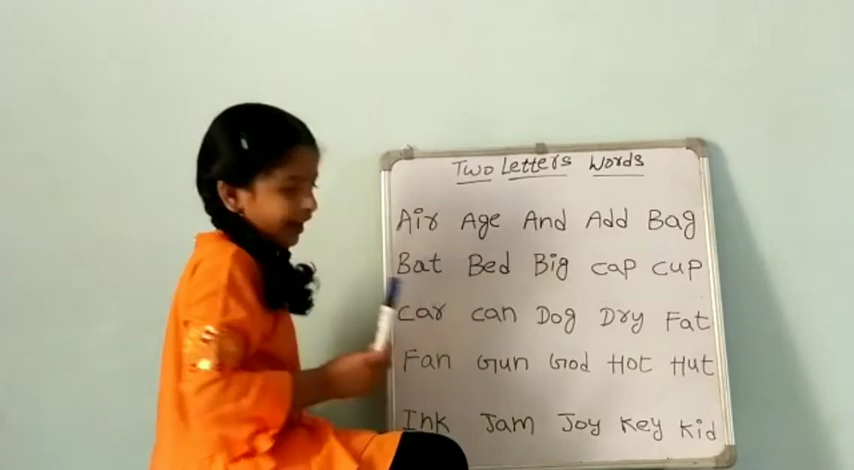 Two Letters Words
Air Age And Add Bag
Bat Bed Big cap cup
car can Dog Dry Fat
Fan Gun God Hot Hut
Ink Jam Joy Key Kid